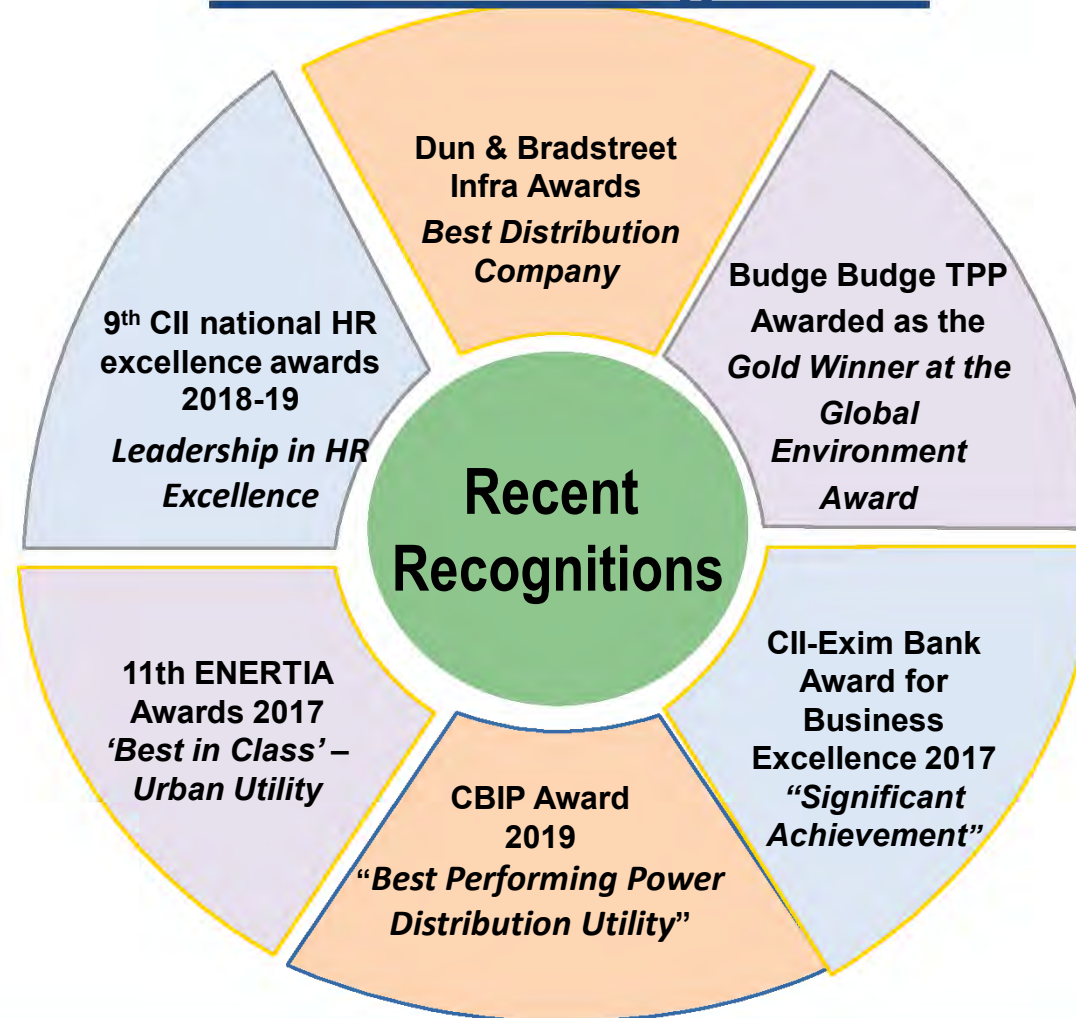 Dun & Bradstreet
Infra Awards
Best Distribution
Company
Budge Budge TPP
Awarded as the
Gold Winner at the
Global
Environment
Award
CII-Exim Bank
Award for
Business
Excellence 2017
“Significant
Achievement”
CBIP Award
2019
“Best Performing Power
Distribution Utility”
11th ENERTIA
Awards 2017
‘Best in Class’ –
Urban Utility
9th CII national HR
excellence awards
2018-19
Leadership in HR
Excellence
Recent
Recognitions